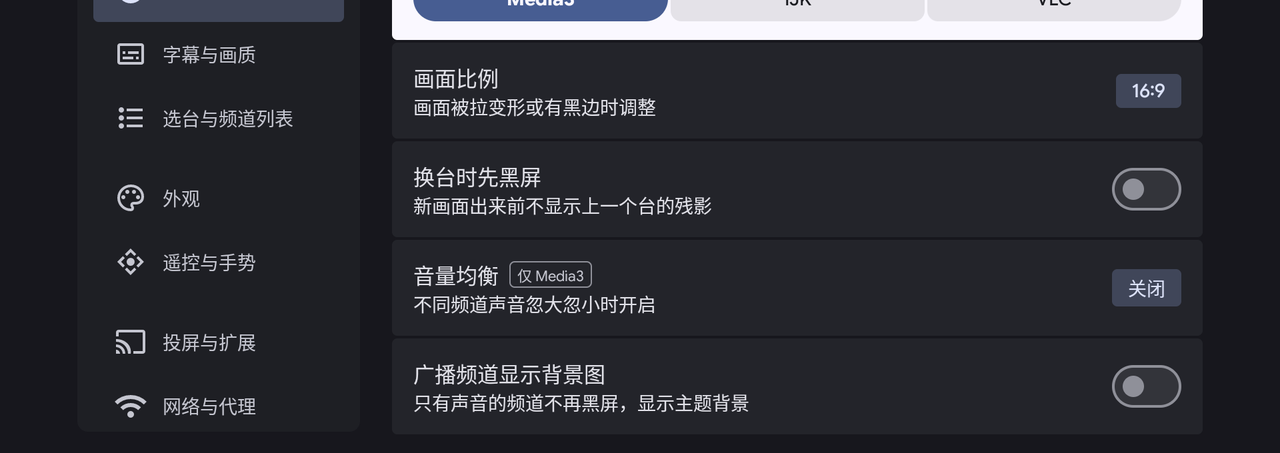 Media3
IJK
VLC
字幕与画质
选台与频道列表
外观
遥控与手势
投屏与扩展
网络与代理
画面比例
画面被拉变形或有黑边时调整
16:9
换台时先黑屏
新画面出来前不显示上一个台的残影
音量均衡 仅 Media3
不同频道声音忽大忽小时开启
关闭
广播频道显示背景图
只有声音的频道不再黑屏，显示主题背景